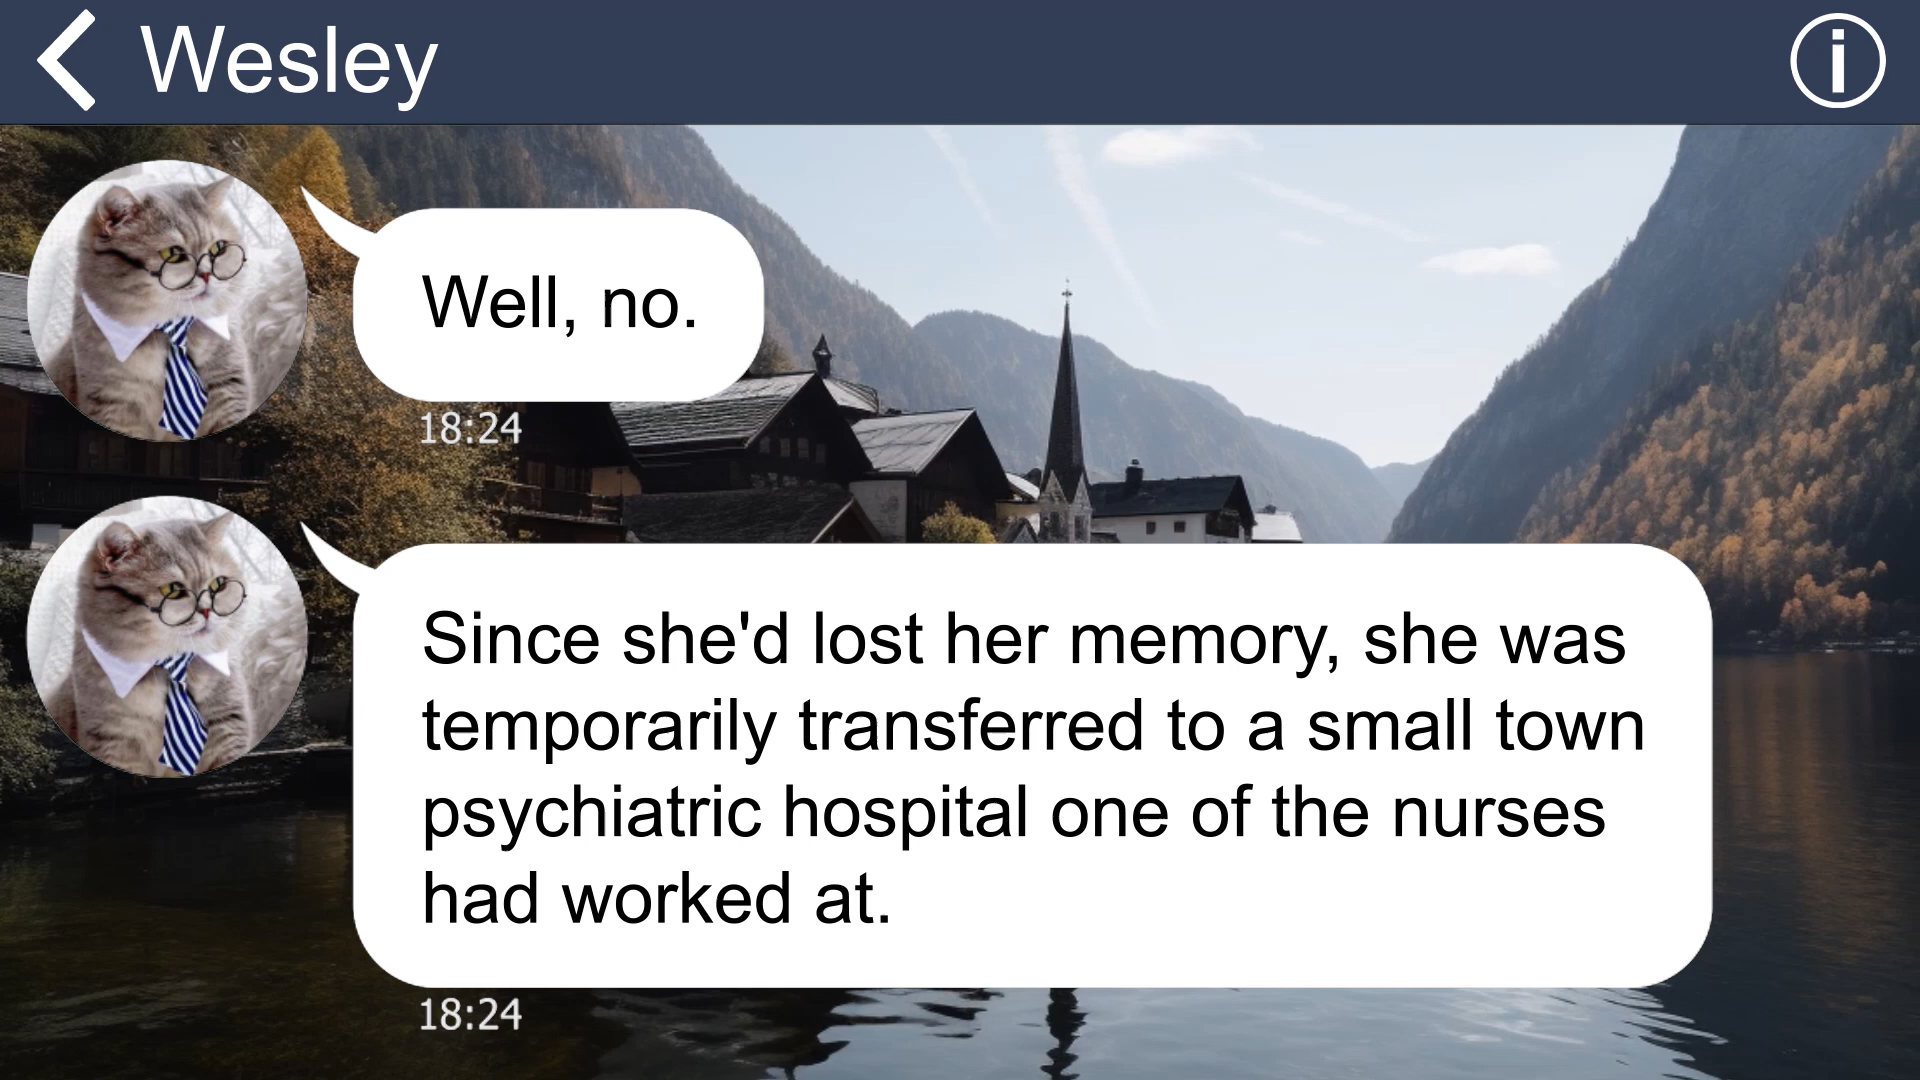 Wesley
Well, no.
18:24
Since she'd lost her memory, she was
temporarily transferred to a small town
psychiatric hospital one of the nurses
had worked at.
18:24